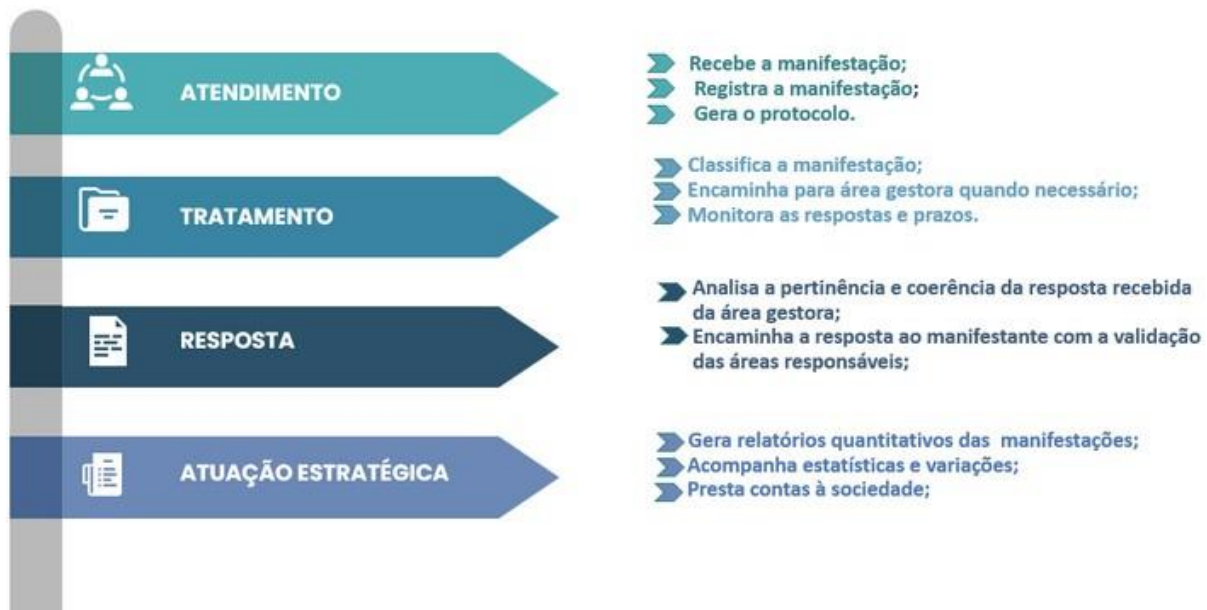 ATENDIMENTO
Recebe a manifestação;
Registra a manifestação;
Gera o protocolo.
TRATAMENTO
Classifica a manifestação;
Encaminha para área gestora quando necessário;
Monitora as respostas e prazos.
RESPOSTA
Analisa a pertinência e coerência da resposta recebida
da área gestora;
Encaminha a resposta ao manifestante com a validação
das áreas responsáveis;
ATUAÇÃO ESTRATÉGICA
Gera relatórios quantitativos das manifestações;
Acompanha estatísticas e variações;
Presta contas à sociedade;